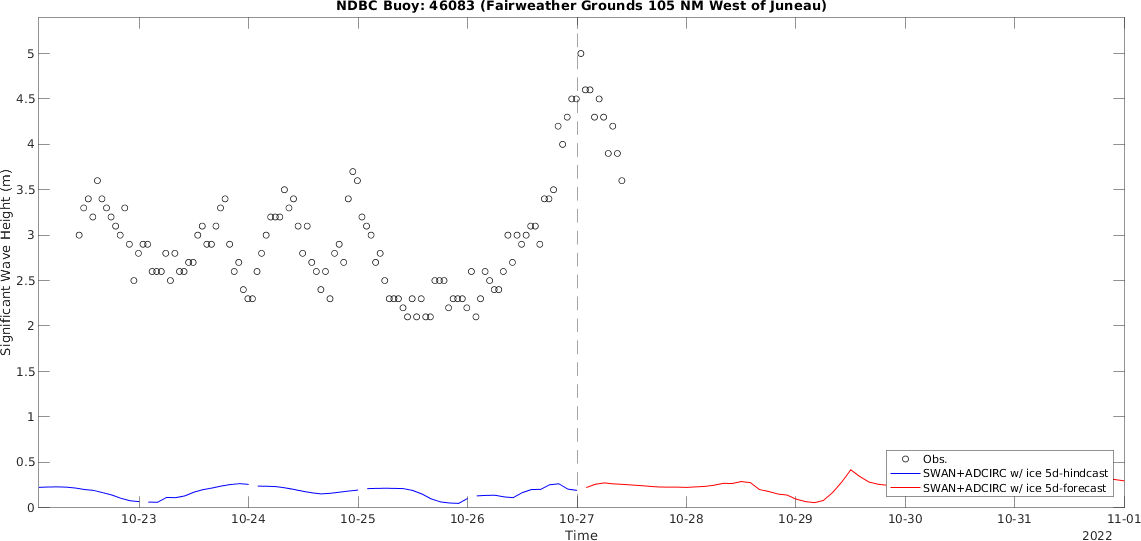 NDBC Buoy: 46083 (Fairweather Grounds 105 NM West of Juneau)
Significant Wave Height (m)
5
4.5
4
3.5
3
2.5
2
1.5
1
0.5
0
Obs.
SWAN+ADCIRC w/ ice 5d-hindcast
SWAN+ADCIRC w/ ice 5d-forecast
10-23 10-24 10-25 10-26 10-27 10-28 10-29 10-30 10-31 11-01
Time
2022